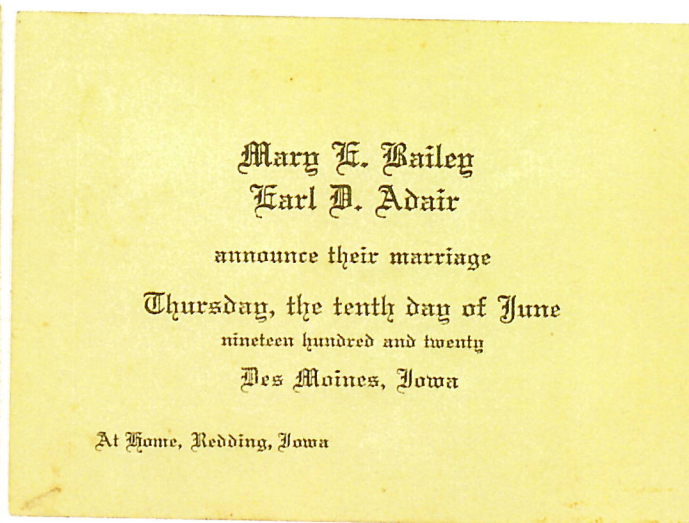 Mary E. Bailey
Earl D. Adair
announce their marriage
Thursday, the tenth day of June
nineteen hundred and twenty
Des Moines, Iowa
At Home, Redding, Iowa